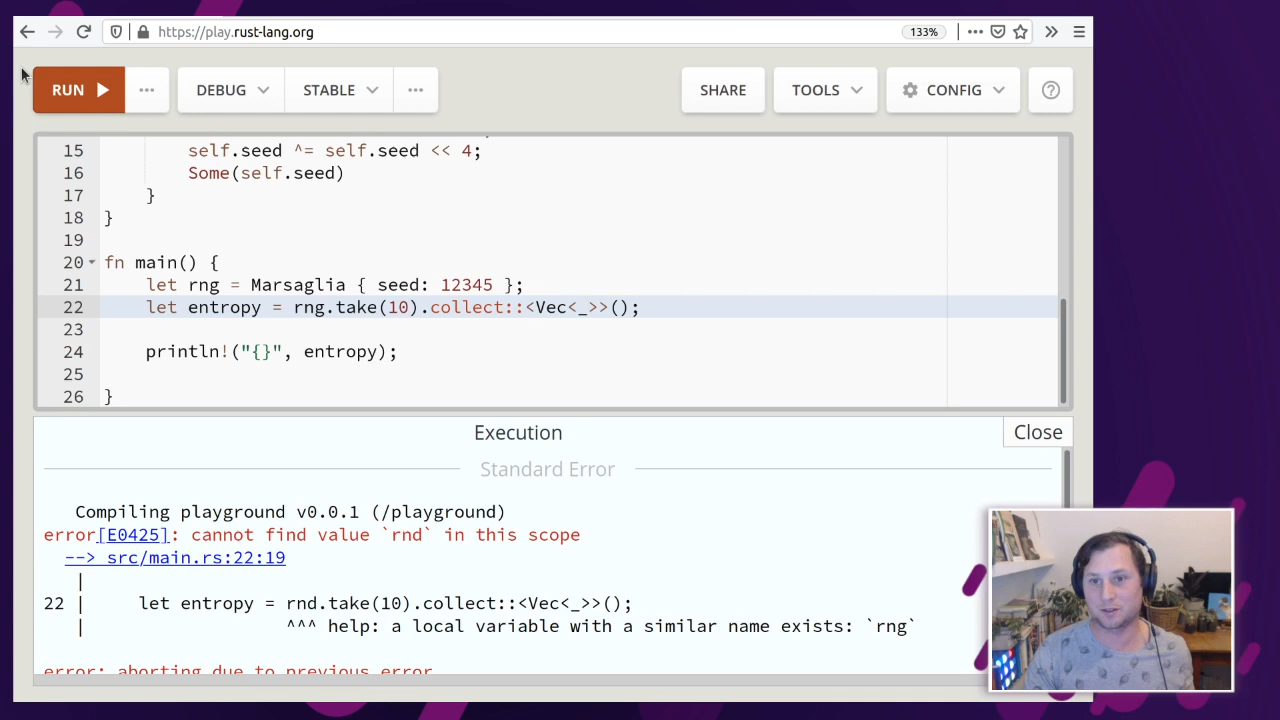 https://play.rust-lang.org
133%
RUN
DEBUG
STABLE
SHARE
TOOLS
CONFIG
15 self.seed ^= self.seed << 4;
16 Some(self.seed)
17 }
18 }
19
20 fn main() {
21 let rng = Marsaglia { seed: 12345 };
22 let entropy = rng.take(10).collect::<Vec<_>>();
23
24 println!("{}", entropy);
25
26 }
Execution
Close
Standard Error
Compiling playground v0.0.1 (/playground)
error[E0425]: cannot find value `rnd` in this scope
--> src/main.rs:22:19
|
22 | let entropy = rnd.take(10).collect::<Vec<_>>();
| ^^^ help: a local variable with a similar name exists: `rng`
error: aborting due to previous error